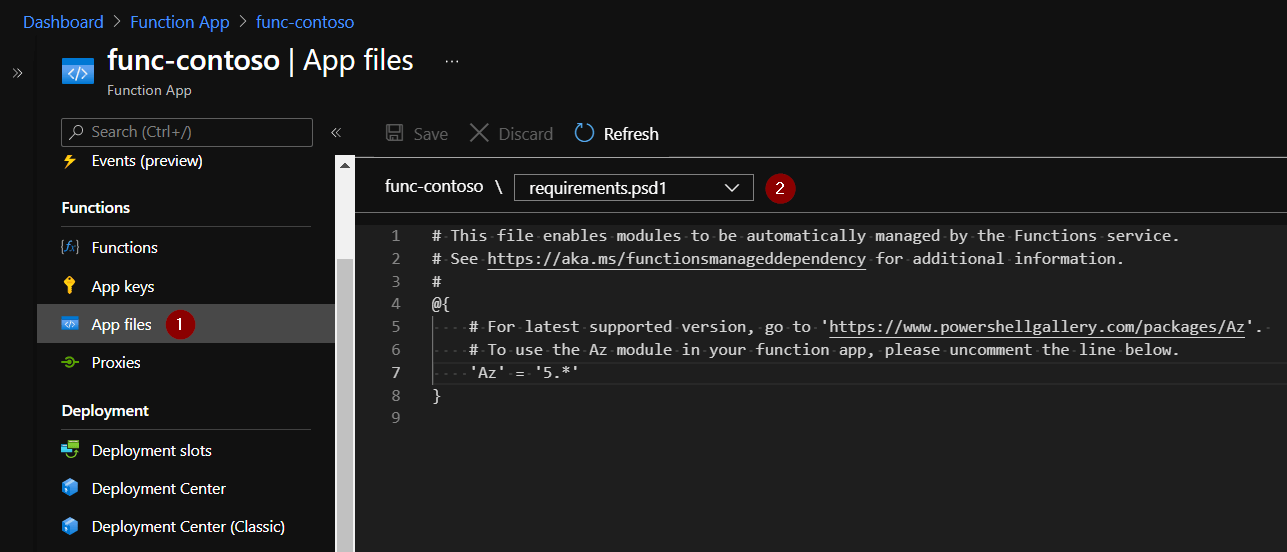 Dashboard > Function App > func-contoso
func-contoso | App files ...
Function App
Search (Ctrl+/)
Events (preview)
Functions
Functions
App keys
App files 1
Proxies
Deployment
Deployment slots
Deployment Center
Deployment Center (Classic)
Save Discard Refresh
func-contoso \ requirements.psd1 2
1 # This file enables modules to be automatically managed by the Functions service.
2 # See https://aka.ms/functionsmanageddependency for additional information.
3 #
4 @{
5 # For latest supported version, go to 'https://www.powershellgallery.com/packages/Az'.
6 # To use the Az module in your function app, please uncomment the line below.
7 'Az' = '5.*'
8 }
9